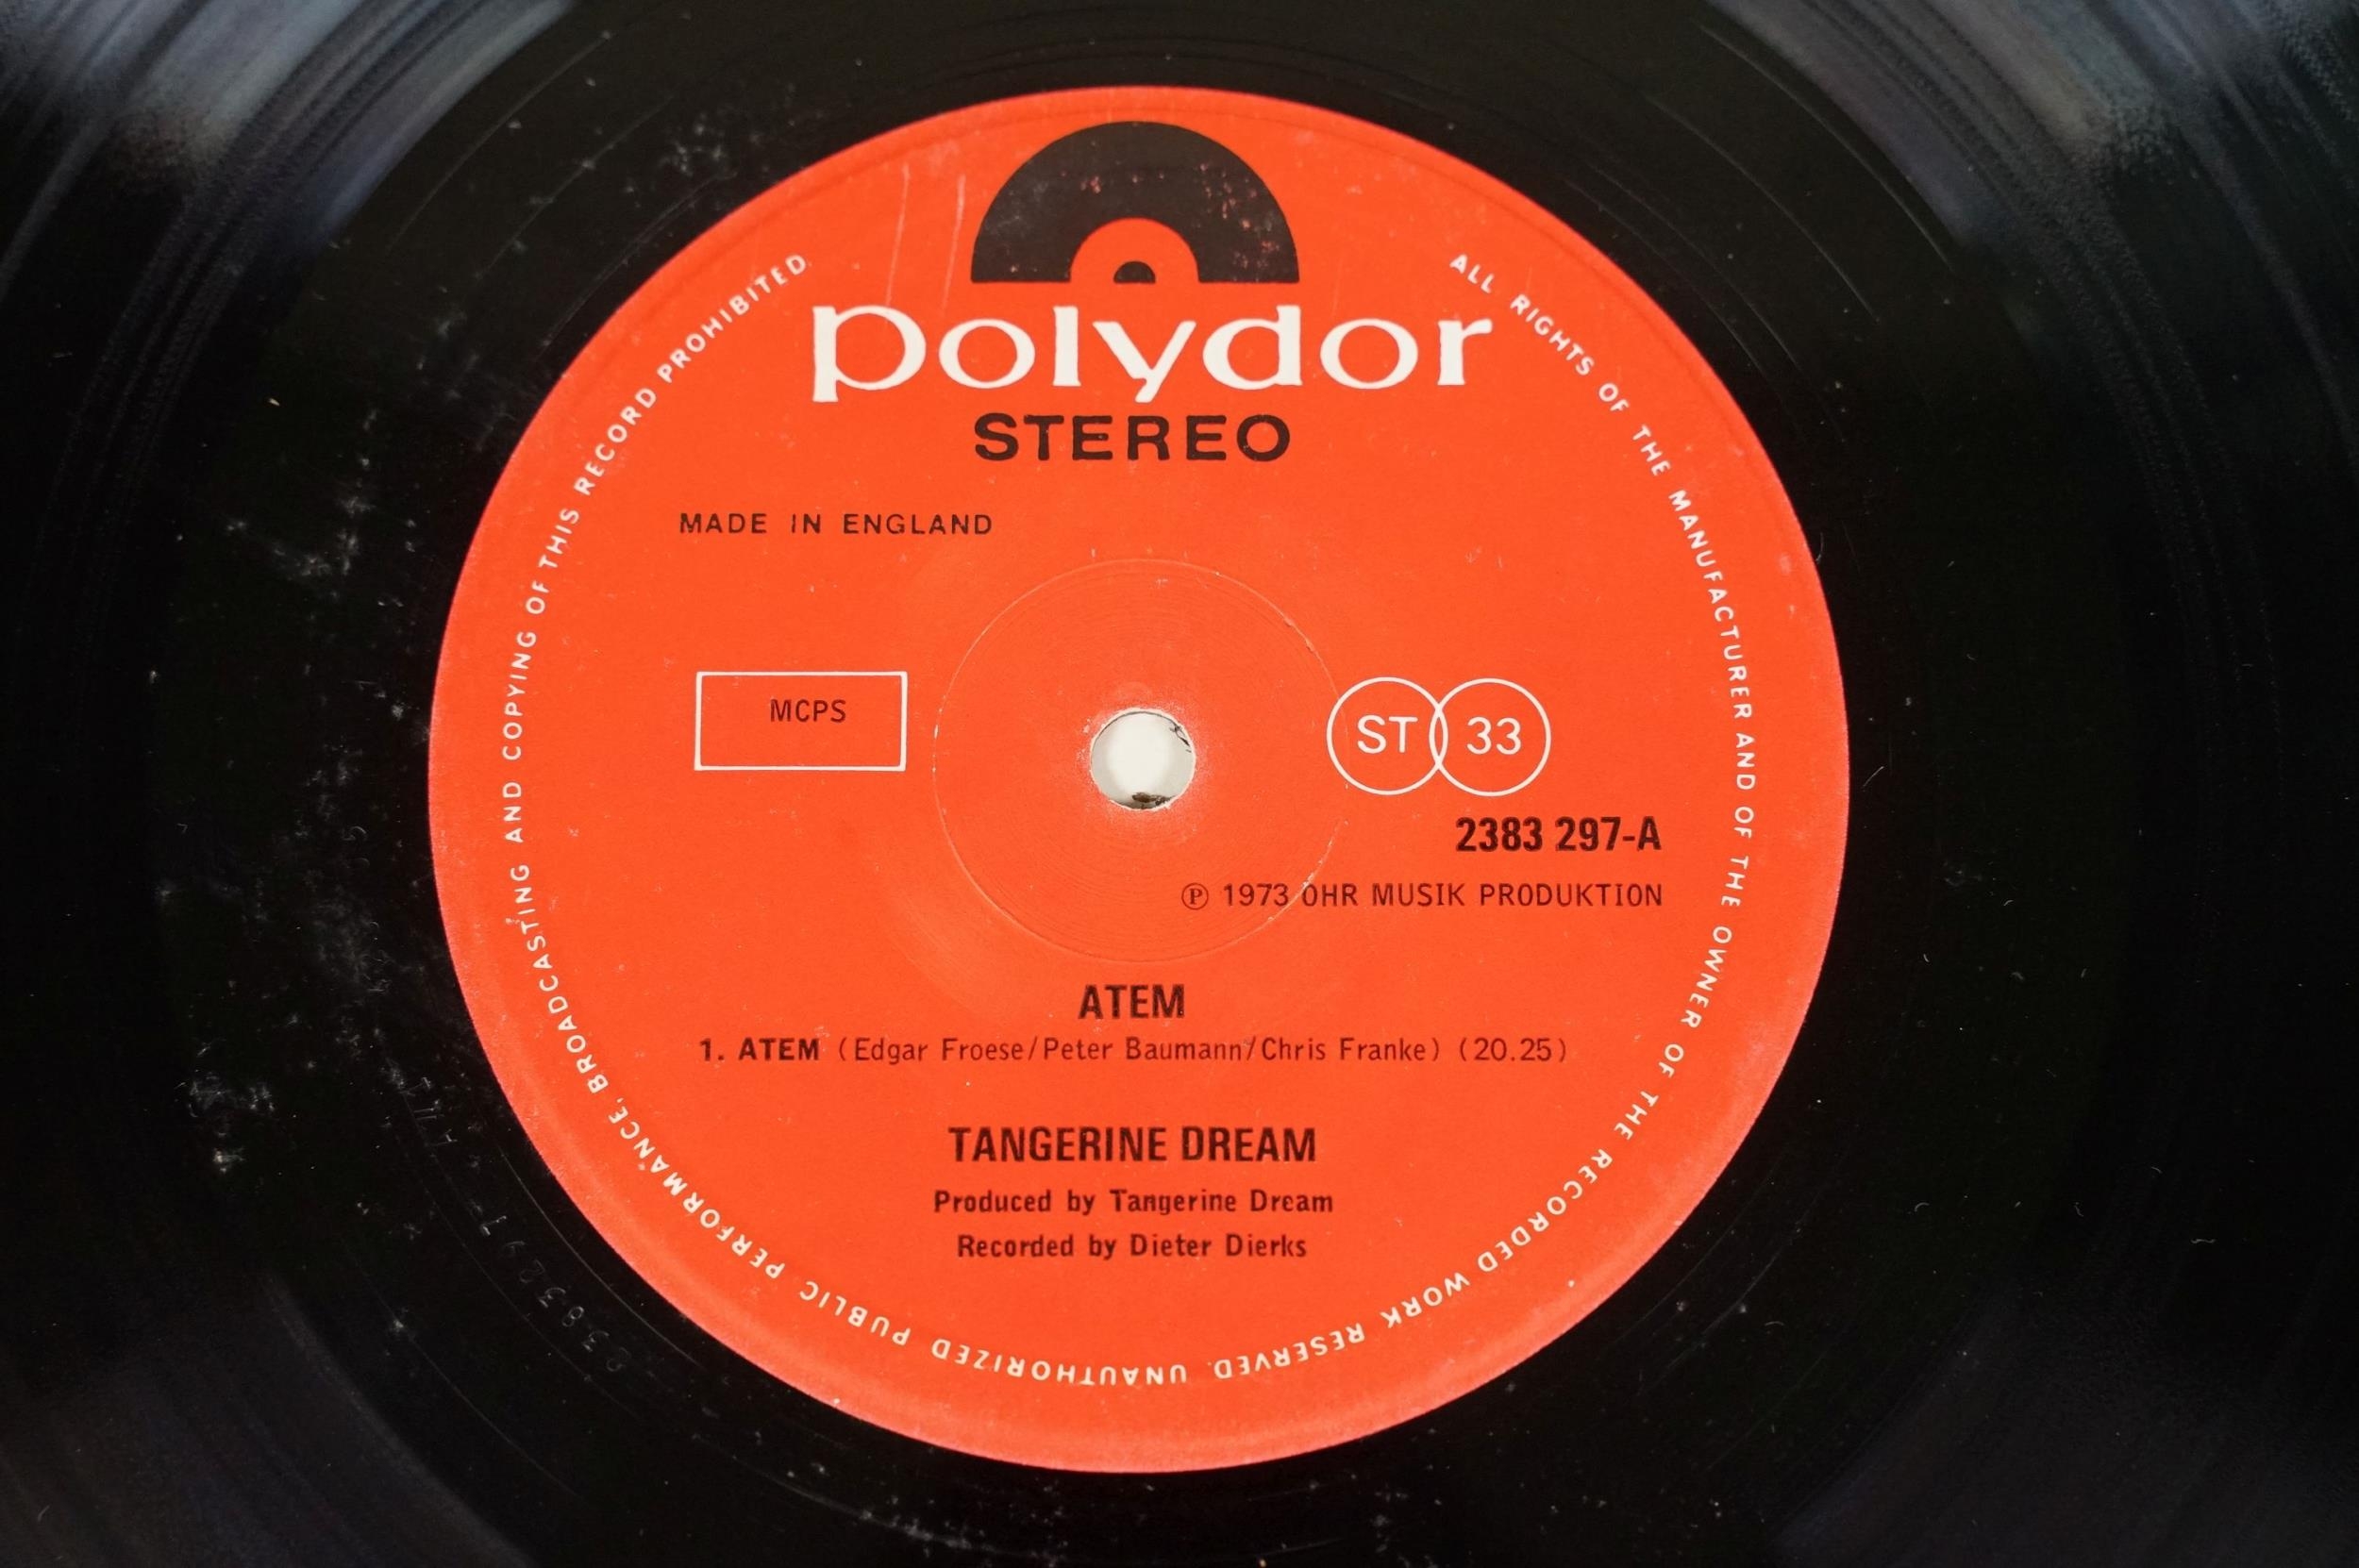 polydor
STEREO
MADE IN ENGLAND
MCPS
ST 33
2383 297-A
℗ 1973 OHR MUSIK PRODUKTION
ATEM
1. ATEM (Edgar Froese/Peter Baumann/Chris Franke) (20.25)
TANGERINE DREAM
Produced by Tangerine Dream
Recorded by Dieter Dierks
ALL RIGHTS OF THE MANUFACTURER AND OF THE OWNER OF THE RECORDED WORK RESERVED. UNAUTHORIZED PUBLIC PERFORMANCE, BROADCASTING AND COPYING OF THIS RECORD PROHIBITED